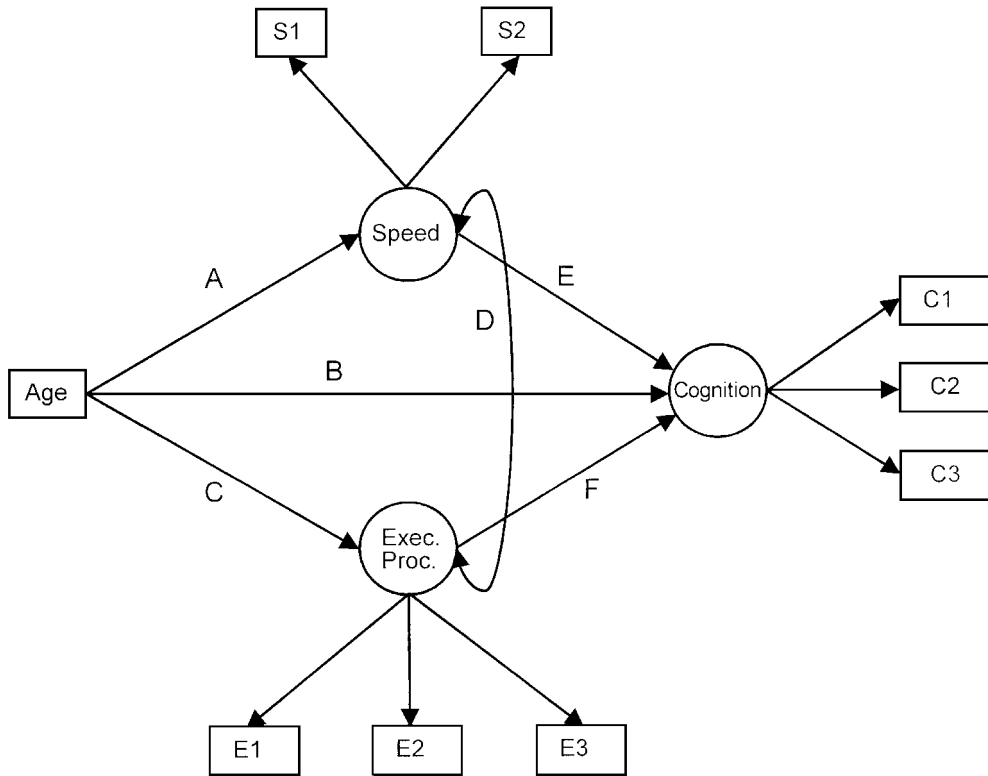 S1
S2
Speed
A
E
D
C1
B
Age
Cognition
C2
C
F
C3
Exec.
Proc.
E1
E2
E3